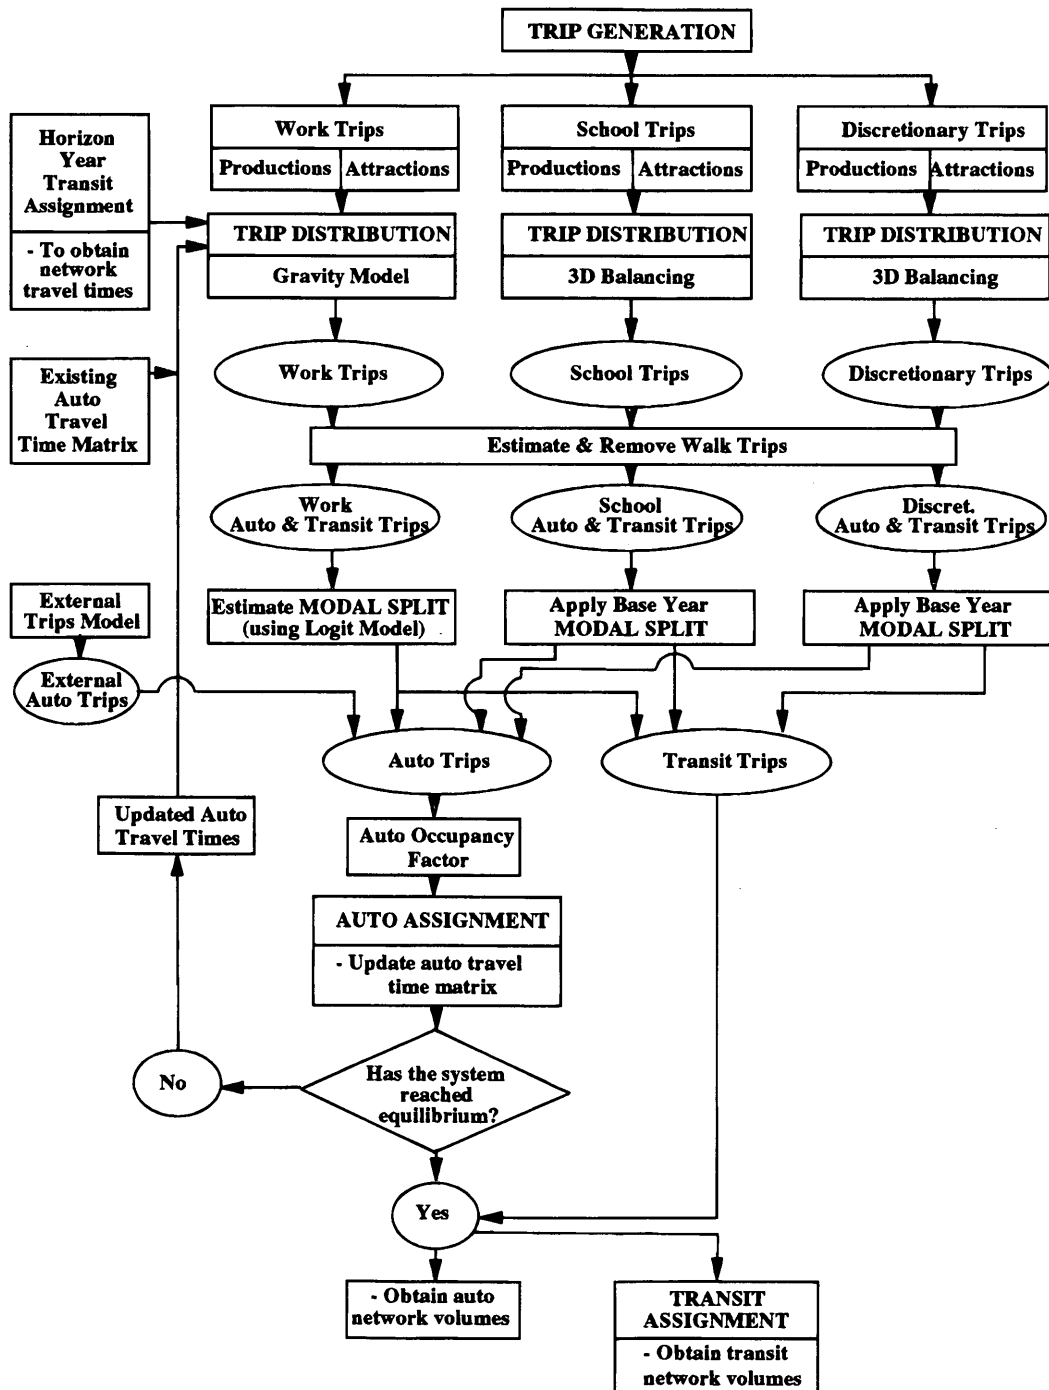 TRIP GENERATION
Work Trips
Productions
Attractions
School Trips
Productions
Attractions
Discretionary Trips
Productions
Attractions
Horizon
Year
Transit
Assignment
- To obtain
network
travel times
TRIP DISTRIBUTION
Gravity Model
TRIP DISTRIBUTION
3D Balancing
TRIP DISTRIBUTION
3D Balancing
Existing
Auto
Travel
Time Matrix
Work Trips
School Trips
Discretionary Trips
Estimate & Remove Walk Trips
Work
Auto & Transit Trips
School
Auto & Transit Trips
Discret.
Auto & Transit Trips
External
Trips Model
Estimate MODAL SPLIT
(using Logit Model)
Apply Base Year
MODAL SPLIT
Apply Base Year
MODAL SPLIT
External
Auto Trips
Auto Trips
Transit Trips
Updated Auto
Travel Times
Auto Occupancy
Factor
AUTO ASSIGNMENT
- Update auto travel
time matrix
No
Has the system
reached
equilibrium?
Yes
- Obtain auto
network volumes
TRANSIT
ASSIGNMENT
- Obtain transit
network volumes